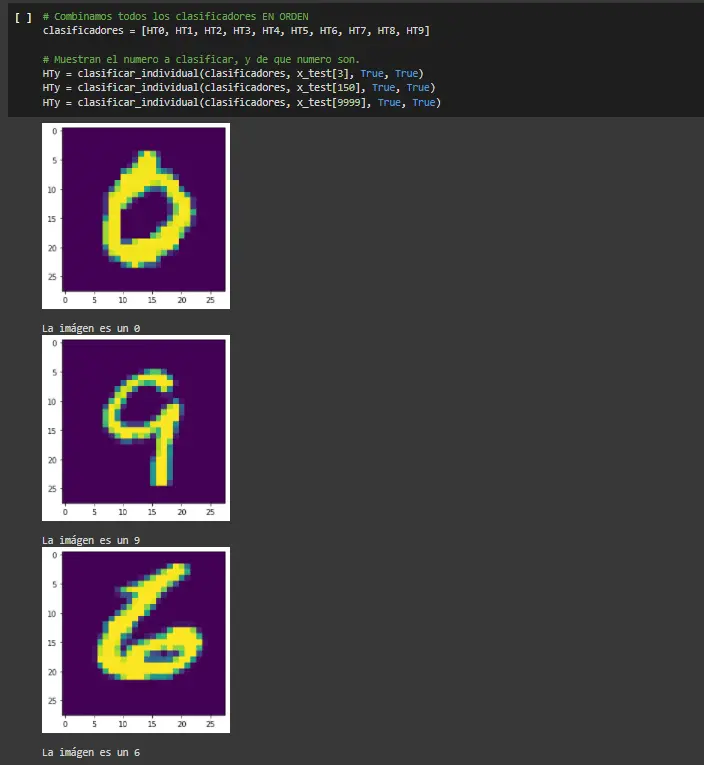 [ ] # Combinamos todos los clasificadores EN ORDEN
clasificadores = [HT0, HT1, HT2, HT3, HT4, HT5, HT6, HT7, HT8, HT9]
# Muestran el numero a clasificar, y de que numero son.
HTy = clasificar_individual(clasificadores, x_test[3], True, True)
HTy = clasificar_individual(clasificadores, x_test[150], True, True)
HTy = clasificar_individual(clasificadores, x_test[9999], True, True)
0
5
10
15
20
25
0 5 10 15 20 25
La imágen es un 0
0
5
10
15
20
25
0 5 10 15 20 25
La imágen es un 9
0
5
10
15
20
25
0 5 10 15 20 25
La imágen es un 6